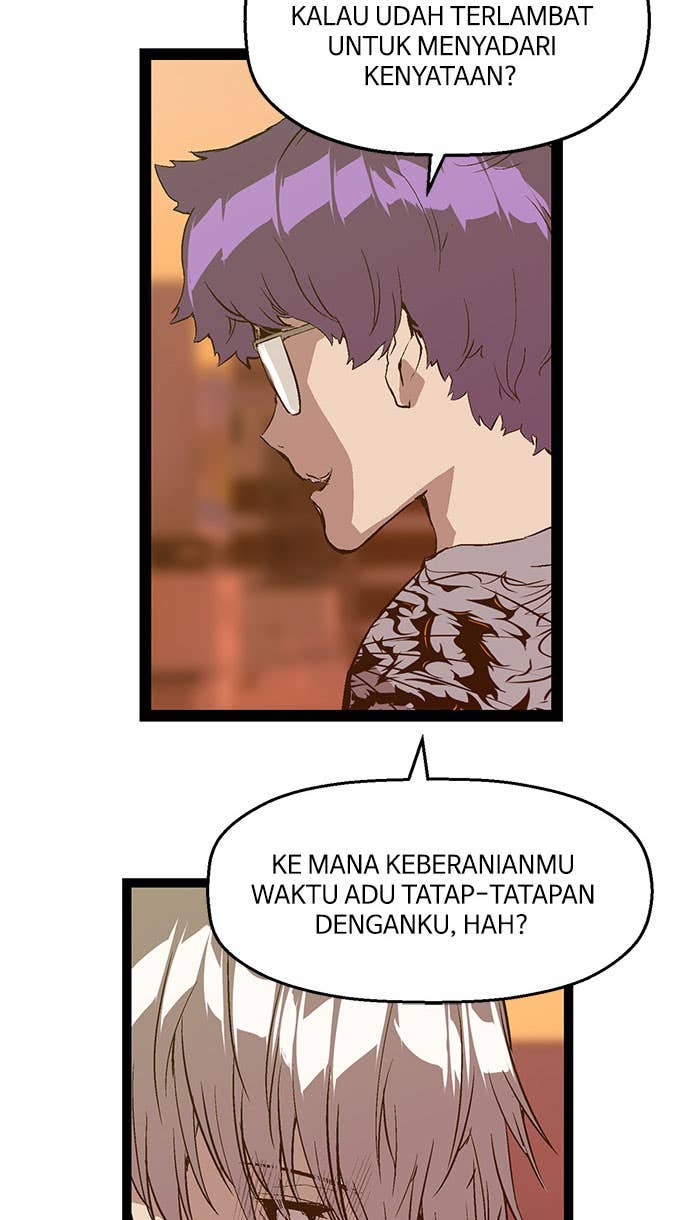 KALAU UDAH TERLAMBAT
UNTUK MENYADARI
KENYATAAN?
KE MANA KEBERANIANMU
WAKTU ADU TATAP-TATAPAN
DENGANKU, HAH?